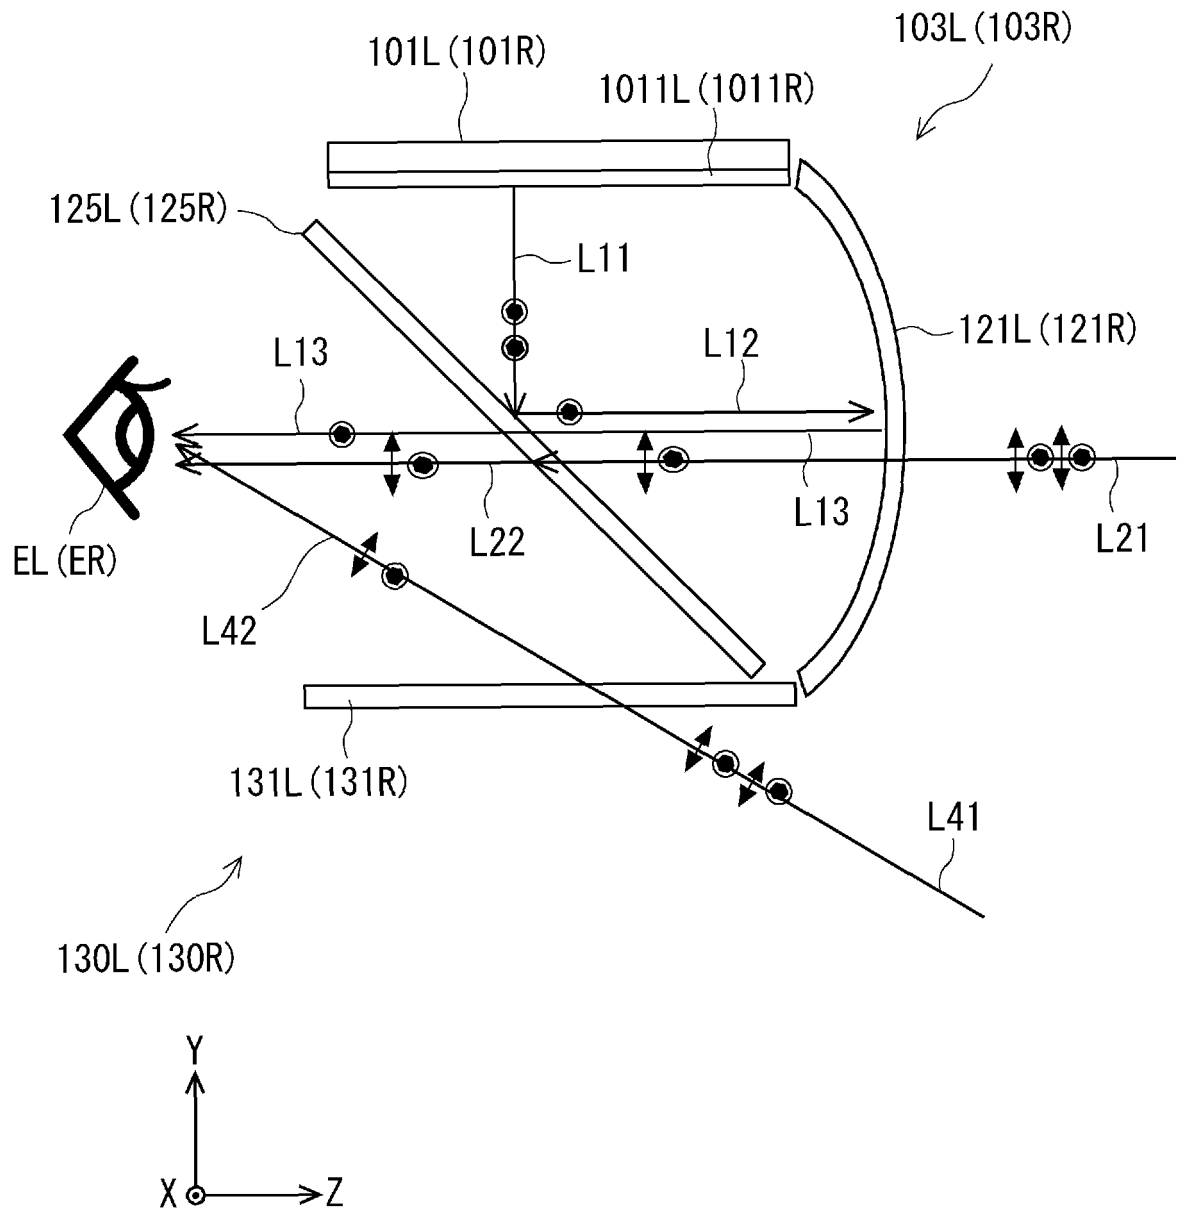 103L(103R)
101L(101R)
1011L(1011R)
125L(125R)
L11
121L(121R)
L12
L13
L13
L22
L21
EL(ER)
L42
131L(131R)
L41
130L(130R)
Y
X
Z